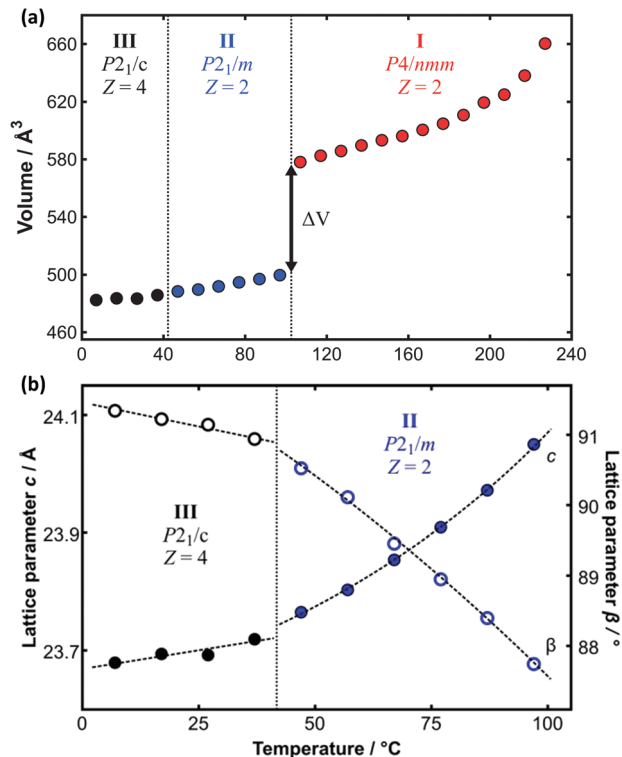 (a)
III
P2₁/c
Z = 4
II
P2₁/m
Z = 2
I
P4/nmm
Z = 2
Volume / Å³
660
620
580
540
500
460
ΔV
0 40 80 120 160 200 240
(b)
Lattice parameter c / Å
24.1
23.9
23.7
III
P2₁/c
Z = 4
II
P2₁/m
Z = 2
c
β
91
90
89
88
Lattice parameter β / °
0 25 50 75 100
Temperature / °C